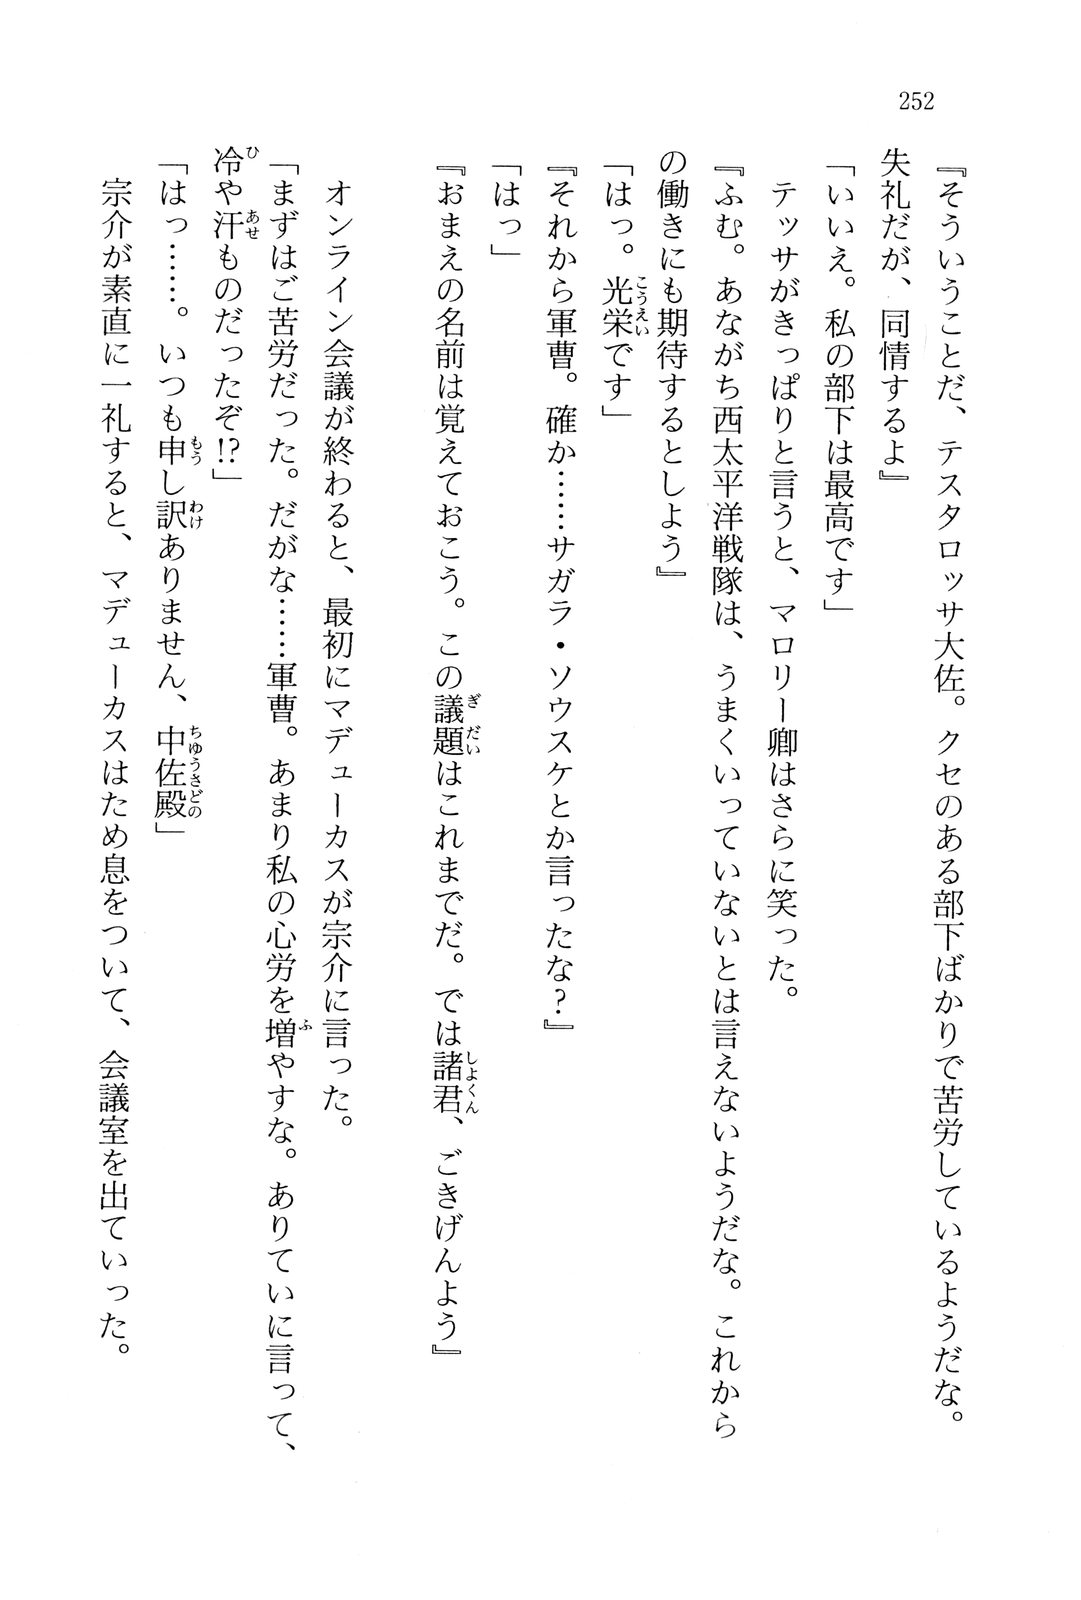 252
『そういうことだ、テスタロッサ大佐。クセのある部下ばかりで苦労しているようだな。
失礼だが、同情するよ』
「いいえ。私の部下は最高です」
テッサがきっぱりと言うと、マロリー卿はさらに笑った。
『ふむ。あながち西太平洋戦隊は、うまくいっていないとは言えないようだな。これから
の働きにも期待するとしよう』
「はっ。光栄です」
『それから軍曹。確か……サガラ・ソウスケとか言ったな?』
「はっ」
『おまえの名前は覚えておこう。この議題はこれまでだ。では諸君、ごきげんよう』
オンライン会議が終わると、最初にマデューカスが宗介に言った。
「まずはご苦労だった。だがな……軍曹。あまり私の心労を増やすな。ありていに言って、
冷や汗ものだったぞ!?」
「はっ……。いつも申し訳ありません、中佐殿」
宗介が素直に一礼すると、マデューカスはため息をついて、会議室を出ていった。